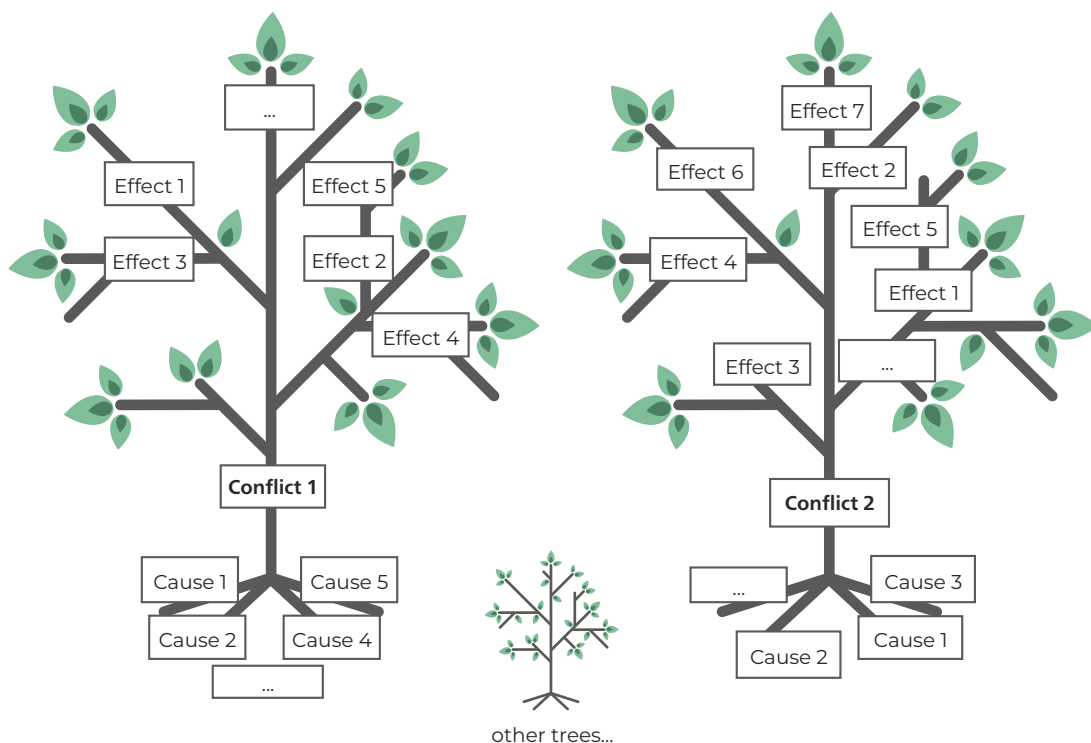 ...
Effect 1
Effect 5
Effect 3
Effect 2
Effect 4
Conflict 1
Cause 1
Cause 5
Cause 2
Cause 4
...
other trees...
Effect 7
Effect 6
Effect 2
Effect 5
Effect 4
Effect 1
...
Effect 3
Conflict 2
...
Cause 3
Cause 2
Cause 1